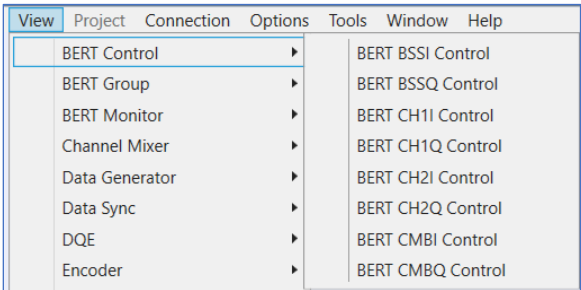 View Project Connection Options Tools Window Help
BERT Control BERT BSSI Control
BERT Group BERT BSSQ Control
BERT Monitor BERT CH1I Control
Channel Mixer BERT CH1Q Control
Data Generator BERT CH2I Control
Data Sync BERT CH2Q Control
DQE BERT CMBI Control
Encoder BERT CMBQ Control